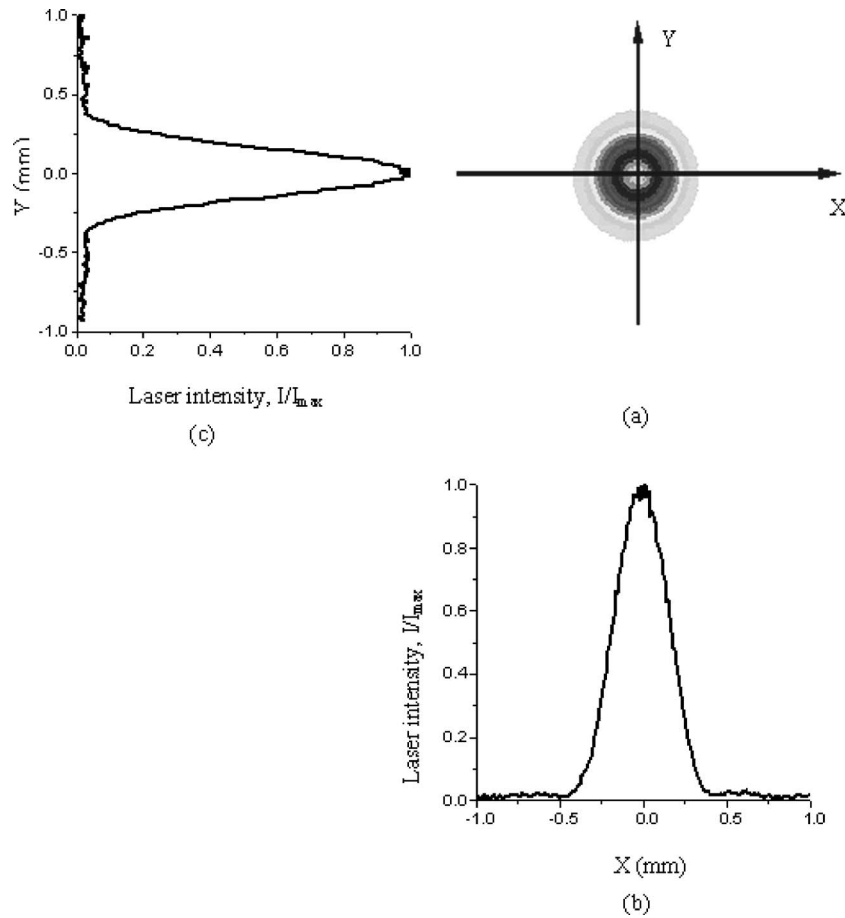 1.0
0.5
0.0
-0.5
-1.0
Y (mm)
0.0 0.2 0.4 0.6 0.8 1.0
Laser intensity, I/Imax
(c)
Y
X
(a)
1.0
0.8
0.6
0.4
0.2
0.0
Laser intensity, I/Imax
-1.0 -0.5 0.0 0.5 1.0
X (mm)
(b)